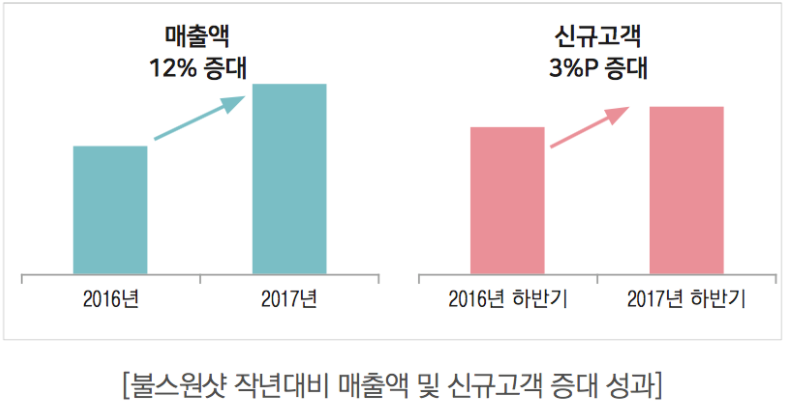 매출액
12% 증대
신규고객
3%P 증대
2016년
2017년
2016년 하반기
2017년 하반기
[불스원샷 작년대비 매출액 및 신규고객 증대 성과]